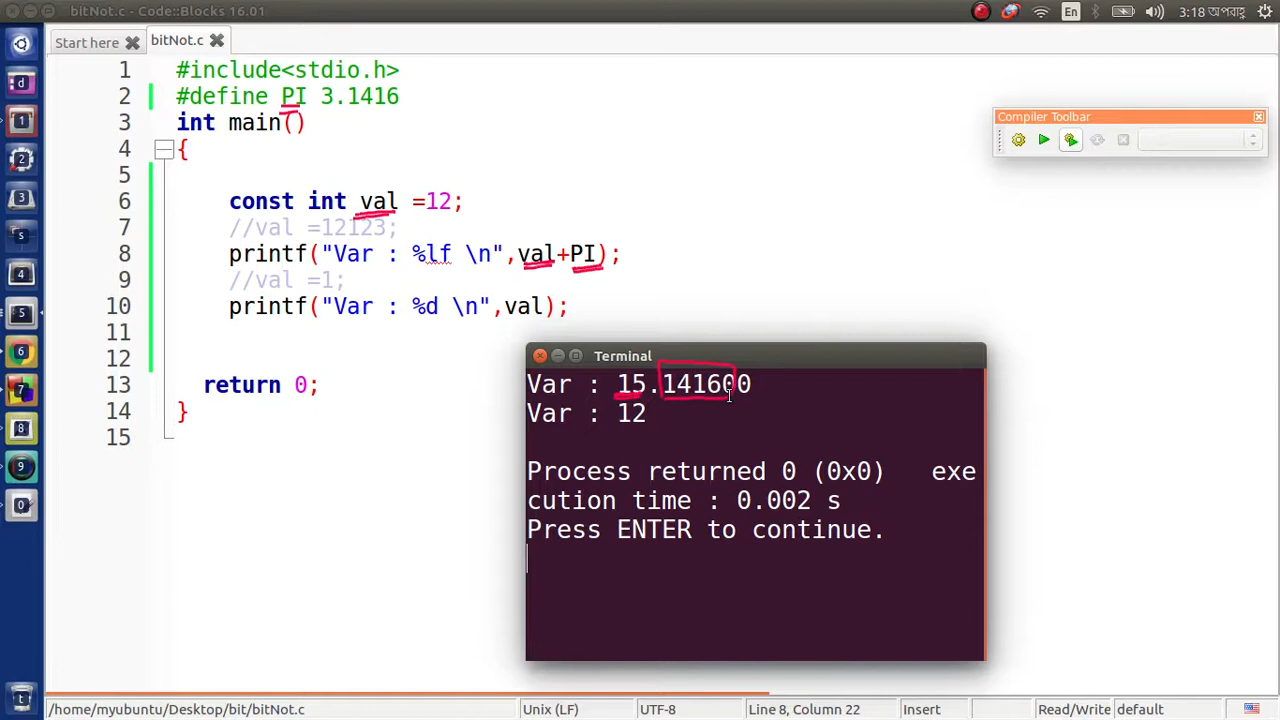 bitNot.c - Code::Blocks 16.01
En
3:18 অপরাহ্ণ
Start here
bitNot.c
1 #include<stdio.h>
2 #define PI 3.1416
3 int main()
4 {
5
6 const int val =12;
7 //val =12123;
8 printf("Var : %lf \n",val+PI);
9 //val =1;
10 printf("Var : %d \n",val);
11
12
13 return 0;
14 }
15
Compiler Toolbar
Terminal
Var : 15.141600
Var : 12
Process returned 0 (0x0) exe
cution time : 0.002 s
Press ENTER to continue.
/home/myubuntu/Desktop/bit/bitNot.c
Unix (LF)
UTF-8
Line 8, Column 22
Insert
Read/Write
default